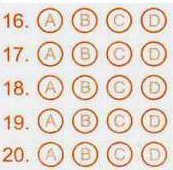 16. A B C D
17. A B C D
18. A B C D
19. A B C D
20. A B C D